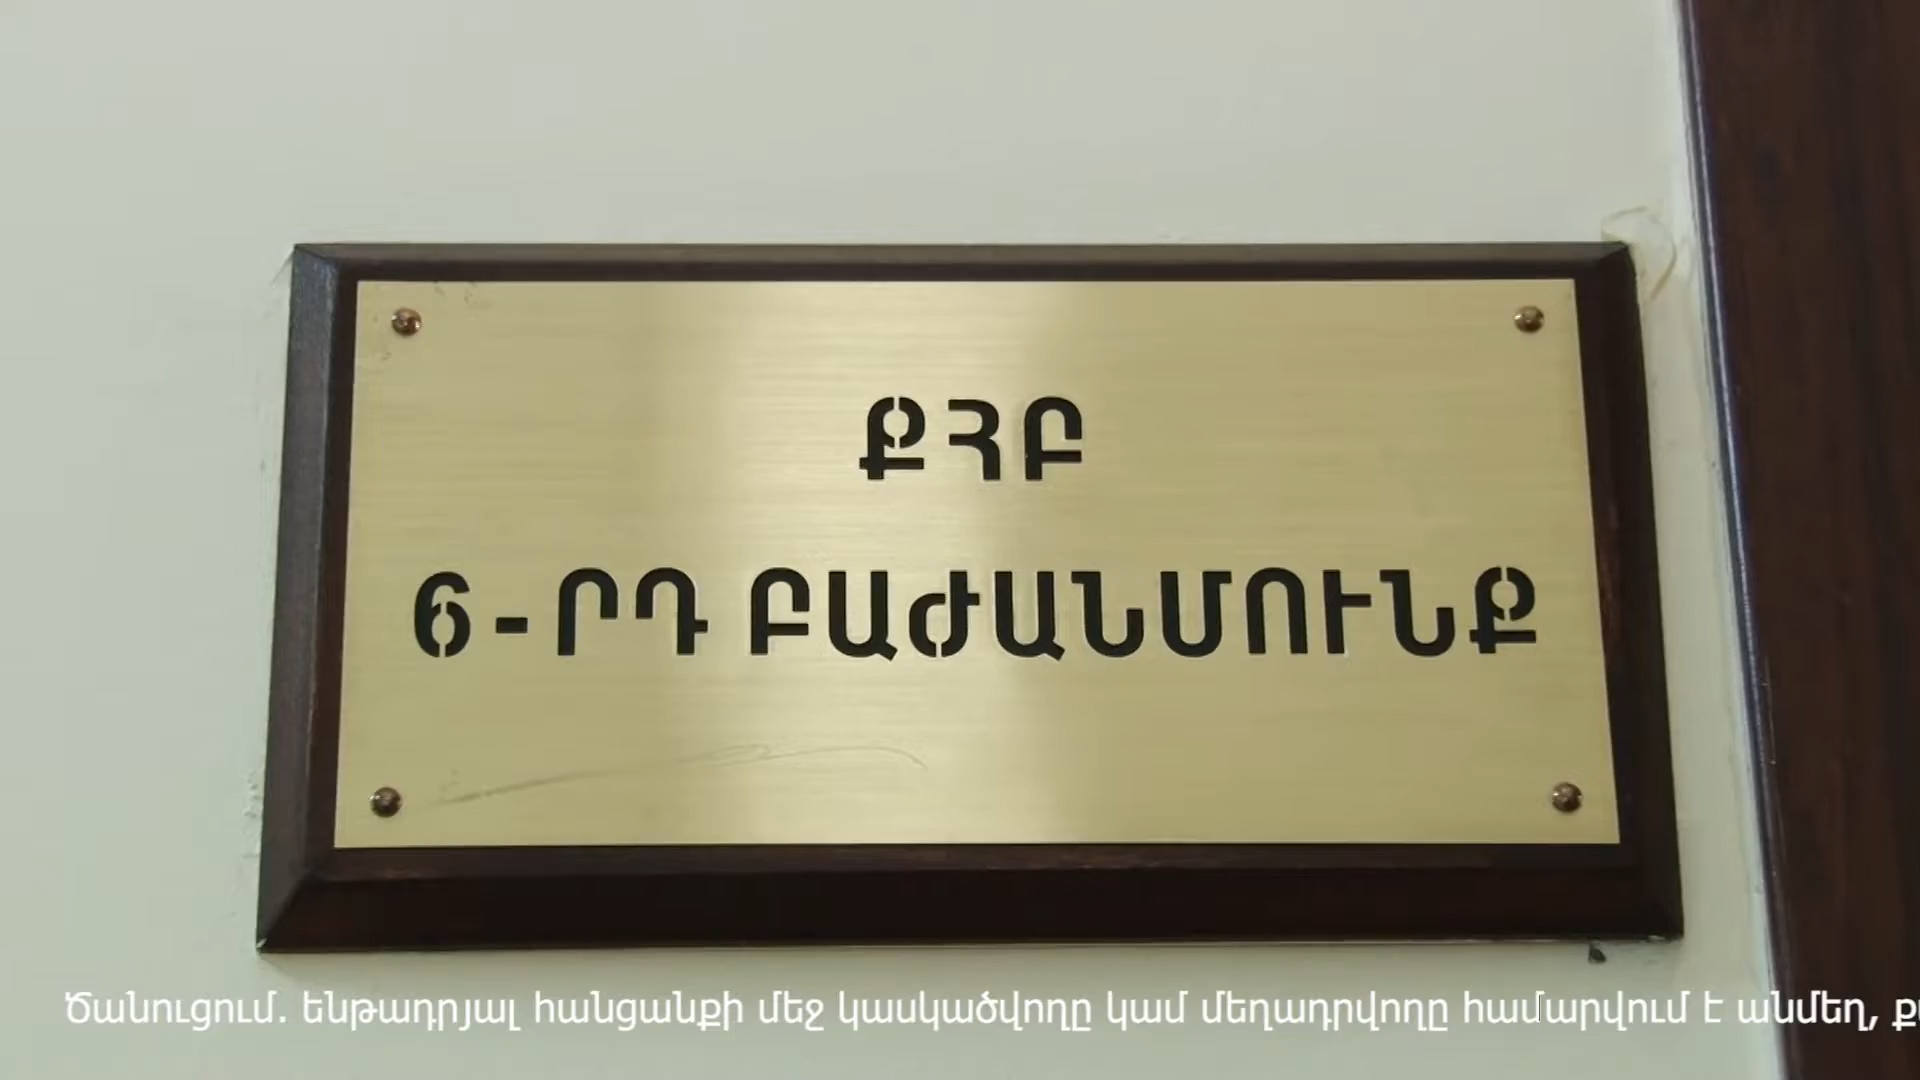 ՔՀԲ
6-ՐԴ ԲԱԺԱՆՄՈՒՆՔ
Ծանուցում. ենթադրյալ հանցանքի մեջ կասկածվողը կամ մեղադրվողը համարվում է անմեղ,